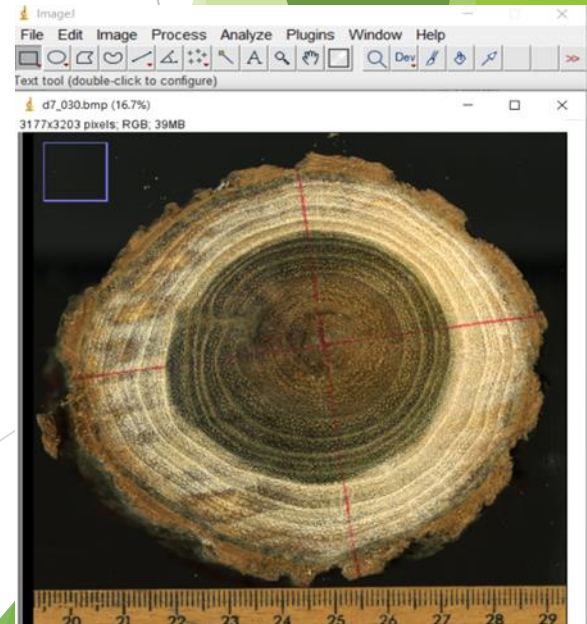 ImageJ
File Edit Image Process Analyze Plugins Window Help
A Dev >>
Text tool (double-click to configure)
d7_030.bmp (16.7%)
3177x3203 pixels; RGB; 39MB
20 21 22 23 24 25 26 27 28 29